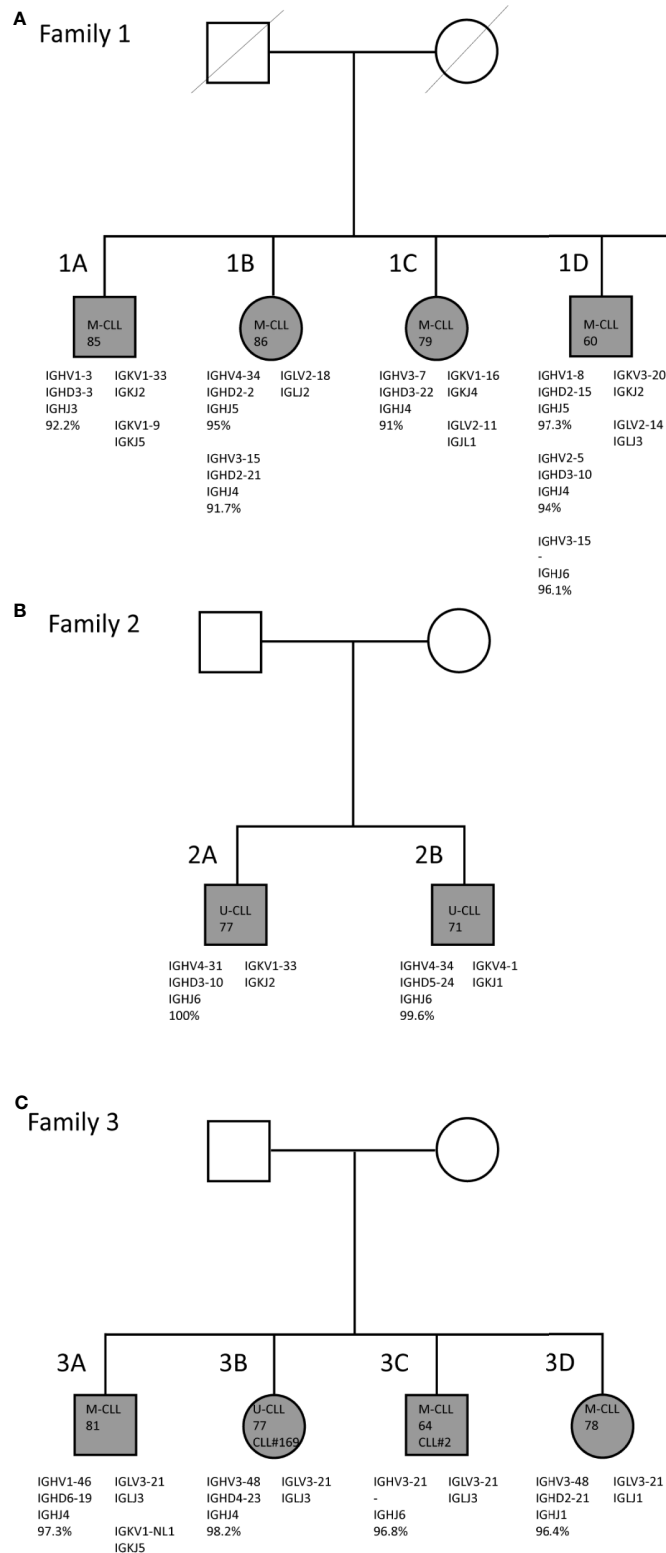 A
Family 1
1A
1B
1C
1D
M-CLL
85
M-CLL
86
M-CLL
79
M-CLL
60
IGHV1-3
IGHD3-3
IGHJ3
92.2%
IGKV1-33
IGKJ2
IGKV1-9
IGKJ5
IGHV4-34
IGHD2-2
IGHJ5
95%
IGHV3-15
IGHD2-21
IGHJ4
91.7%
IGLV2-18
IGLJ2
IGHV3-7
IGHD3-22
IGHJ4
91%
IGKV1-16
IGKJ4
IGLV2-11
IGJL1
IGHV1-8
IGHD2-15
IGHJ5
97.3%
IGHV2-5
IGHD3-10
IGHJ4
94%
IGHV3-15
-
IGHJ6
96.1%
IGKV3-20
IGKJ2
IGLV2-14
IGLJ3
B
Family 2
2A
2B
U-CLL
77
U-CLL
71
IGHV4-31
IGHD3-10
IGHJ6
100%
IGKV1-33
IGKJ2
IGHV4-34
IGHD5-24
IGHJ6
99.6%
IGKV4-1
IGKJ1
C
Family 3
3A
3B
3C
3D
M-CLL
81
U-CLL
77
CLL#169
M-CLL
64
CLL#2
M-CLL
78
IGHV1-46
IGHD6-19
IGHJ4
97.3%
IGLV3-21
IGLJ3
IGKV1-NL1
IGKJ5
IGHV3-48
IGHD4-23
IGHJ4
98.2%
IGLV3-21
IGLJ3
IGHV3-21
-
IGHJ6
96.8%
IGLV3-21
IGLJ3
IGHV3-48
IGHD2-21
IGHJ1
96.4%
IGLV3-21
IGLJ1